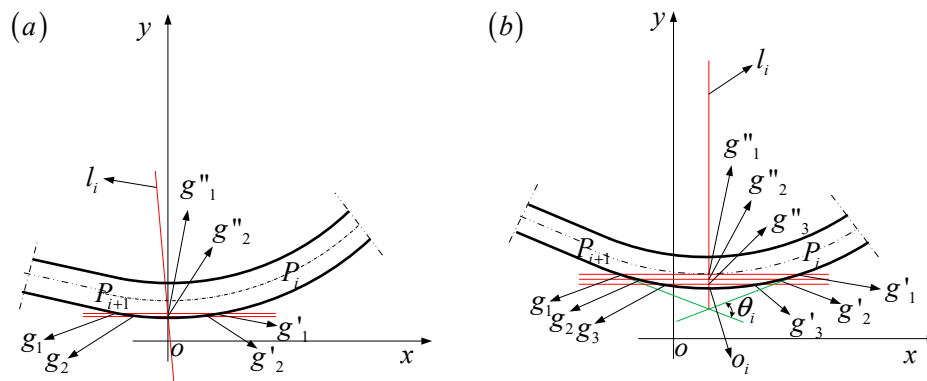 (a)
y
l_i
g''_1
g''_2
P_i
P_{i+1}
g_1
g_2
o
g'_1
g'_2
x
(b)
y
l_i
g''_1
g''_2
g''_3
P_{i+1}
P_i
g_1
g_2
g_3
θ_i
g'_1
g'_2
g'_3
o
o_i
x